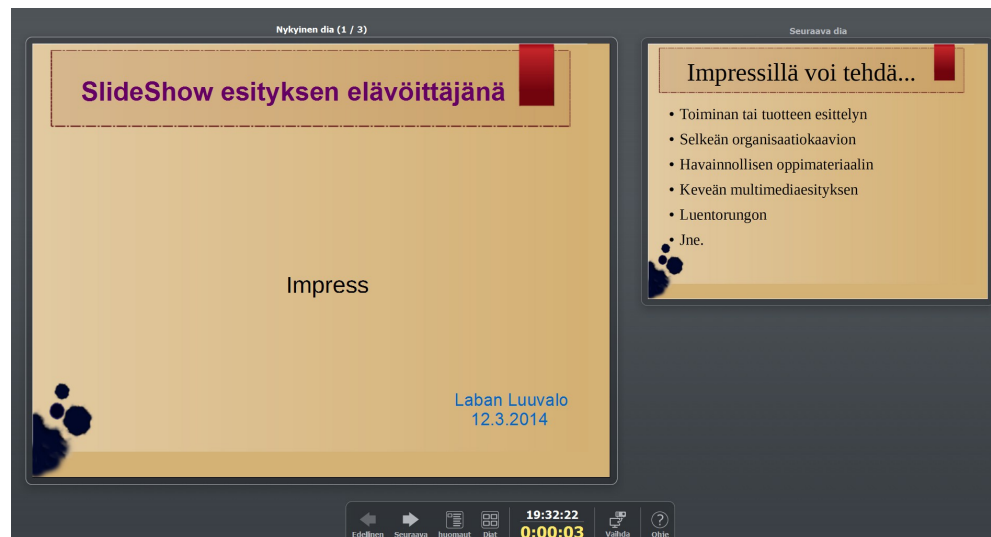 Nykyinen dia (1 / 3)
SlideShow esityksen elävöittäjänä
Impress
Laban Luuvalo
12.3.2014
Seuraava dia
Impressillä voi tehdä...
• Toiminan tai tuotteen esittelyn
• Selkeän organisaatiokaavion
• Havainnollisen oppimateriaalin
• Keveän multimediaesityksen
• Luentorungon
• Jne.
Edellinen Seuraava huomaut Diat 19:32:22 Vaihda Ohje
0:00:03